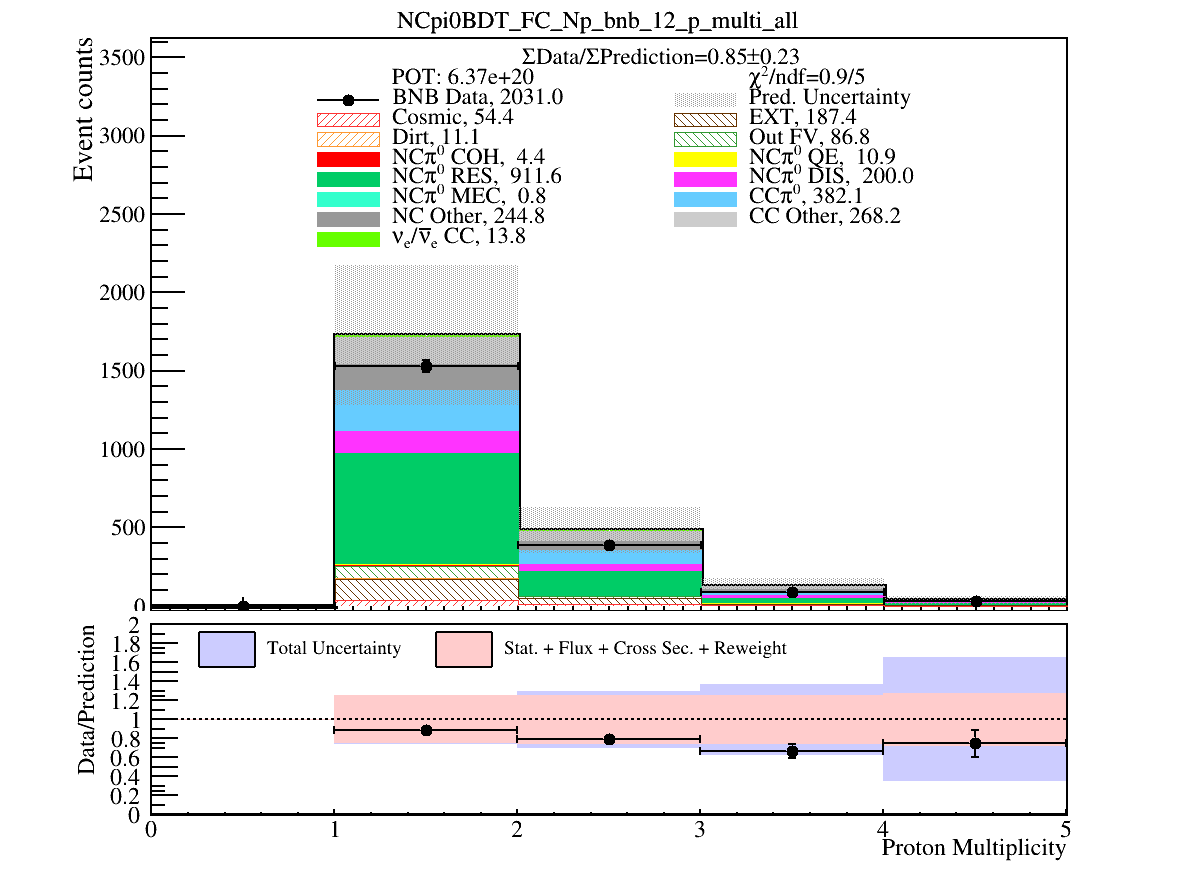 NCpi0BDT_FC_Np_bnb_12_p_multi_all
ΣData/ΣPrediction=0.85±0.23
POT: 6.37e+20
χ²/ndf=0.9/5
BNB Data, 2031.0
Pred. Uncertainty
Cosmic, 54.4
EXT, 187.4
Dirt, 11.1
Out FV, 86.8
NCπ⁰ COH,  4.4
NCπ⁰ QE,  10.9
NCπ⁰ RES,  911.6
NCπ⁰ DIS,  200.0
NCπ⁰ MEC,  0.8
CCπ⁰, 382.1
NC Other, 244.8
CC Other, 268.2
νₑ/ν̅ₑ CC, 13.8
Event counts
3500
3000
2500
2000
1500
1000
500
0
Total Uncertainty
Stat. + Flux + Cross Sec. + Reweight
Data/Prediction
2
1.8
1.6
1.4
1.2
1
0.8
0.6
0.4
0.2
0
0 1 2 3 4 5
Proton Multiplicity